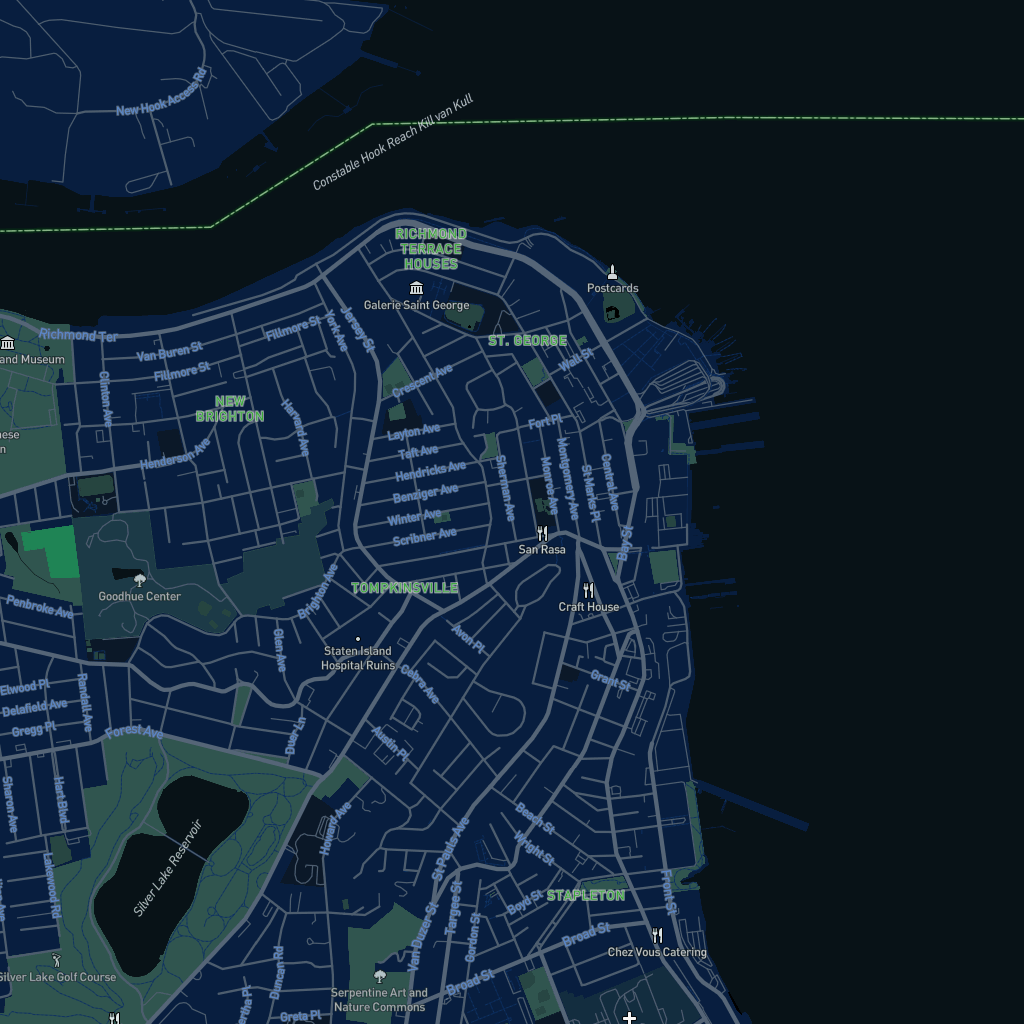 New Hook Access Rd
Constable Hook Reach Kill van Kull
RICHMOND
TERRACE
HOUSES
Postcards
Galerie Saint George
Richmond Ter
Fillmore St
York Ave
Jersey St
ST. GEORGE
and Museum
Van Buren St
Fillmore St
Wall St
Clinton Ave
Crescent Ave
NEW
BRIGHTON
Harvard Ave
Fort Pl
Layton Ave
nese
n
Henderson Ave
Taft Ave
Hendricks Ave
Benziger Ave
Winter Ave
Scribner Ave
Sherman Ave
Monroe Ave
Montgomery Ave
St Marks Pl
Central Ave
Bay St
San Rasa
TOMPKINSVILLE
Goodhue Center
Brighton Ave
Craft House
Penbroke Ave
Glen Ave
Staten Island
Hospital Ruins
Avon Pl
Cebra Ave
Grant St
Elwood Pl
Delafield Ave
Gregg Pl
Randall Ave
Forest Ave
Duer Ln
Austin Pl
Sharon Ave
Hart Blvd
Howard Ave
Beach St
Wright St
St Pauls Ave
Silver Lake Reservoir
Lakewood Rd
Targee St
Van Duzer St
Gordon St
Boyd St
STAPLETON
Front St
Broad St
Chez Vous Catering
Silver Lake Golf Course
Duncan Rd
Broad St
Serpentine Art and
Nature Commons
ertha Pl
Greta Pl